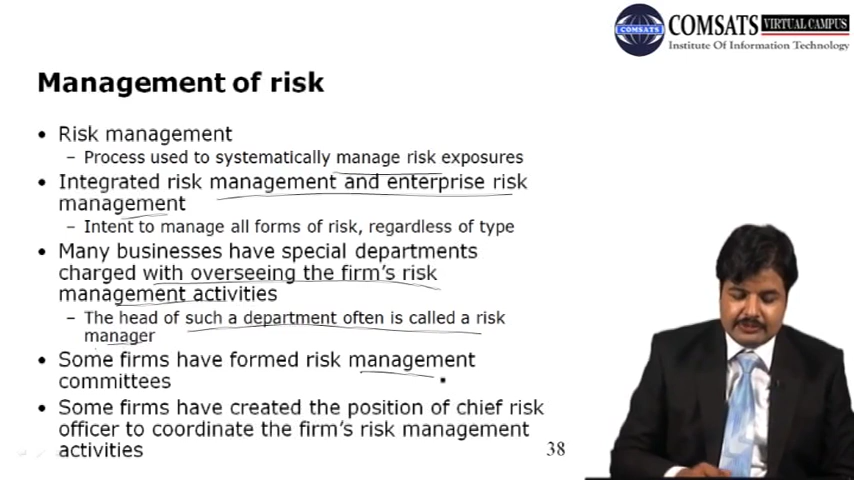 COMSATS
COMSATS VIRTUAL CAMPUS
Institute Of Information Technology
Management of risk
• Risk management
– Process used to systematically manage risk exposures
• Integrated risk management and enterprise risk
management
– Intent to manage all forms of risk, regardless of type
• Many businesses have special departments
charged with overseeing the firm's risk
management activities
– The head of such a department often is called a risk
manager
• Some firms have formed risk management
committees
• Some firms have created the position of chief risk
officer to coordinate the firm's risk management
activities
38